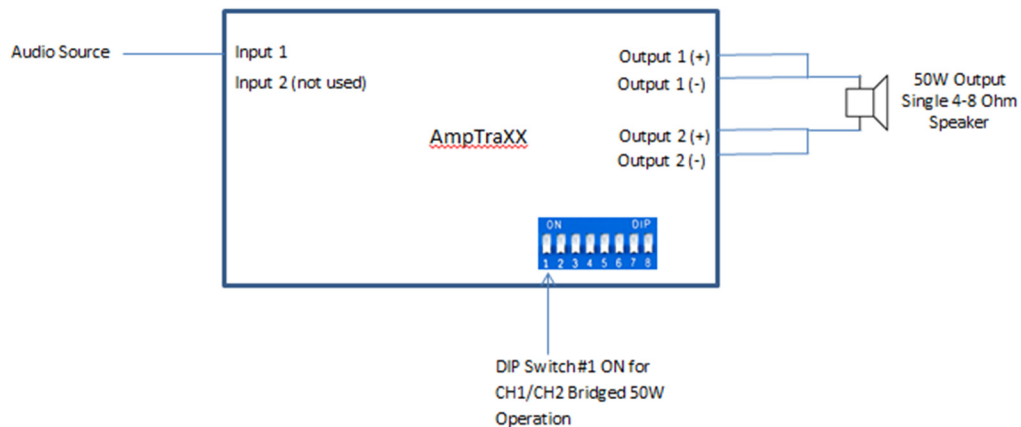 Audio Source
Input 1
Input 2 (not used)
AmpTraXX
Output 1 (+)
Output 1 (-)
Output 2 (+)
Output 2 (-)
50W Output
Single 4-8 Ohm
Speaker
ON DIP
1 2 3 4 5 6 7 8
DIP Switch #1 ON for
CH1/CH2 Bridged 50W
Operation